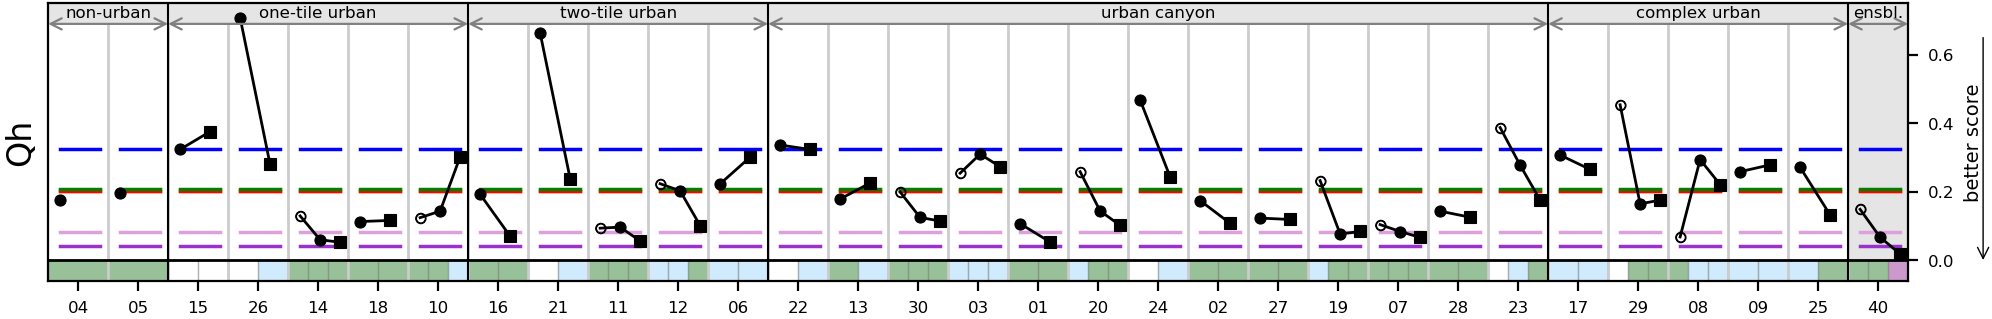 non-urban one-tile urban two-tile urban urban canyon complex urban ensbl.
Qh
0.6
0.4
0.2
0.0
better score
04 05 15 26 14 18 10 16 21 11 12 06 22 13 30 03 01 20 24 02 27 19 07 28 23 17 29 08 09 25 40